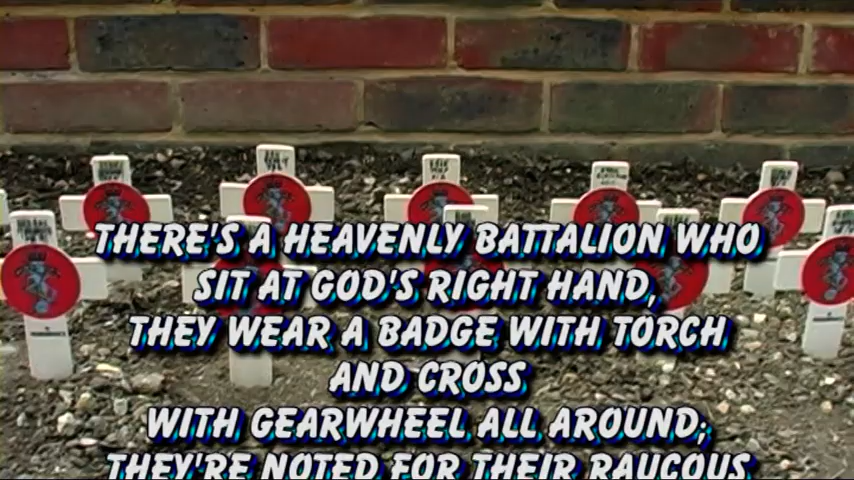 THERE'S A HEAVENLY BATTALION WHO
SIT AT GOD'S RIGHT HAND,
THEY WEAR A BADGE WITH TORCH
AND CROSS
WITH GEARWHEEL ALL AROUND;
THEY'RE NOTED FOR THEIR RAUCOUS